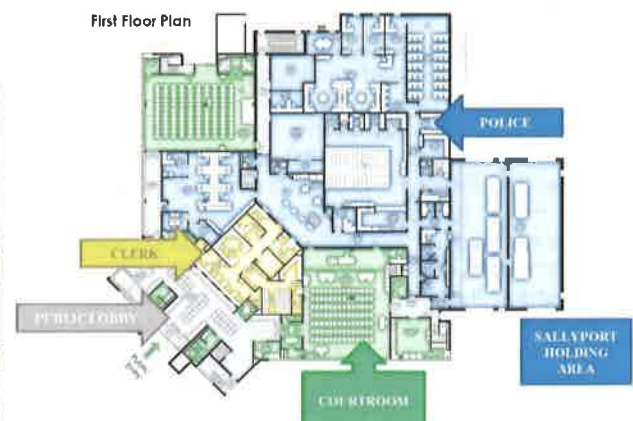 First Floor Plan
POLICE
CLERK
PUBLIC LOBBY
SALLYPORT
HOLDING
AREA
COURTROOM